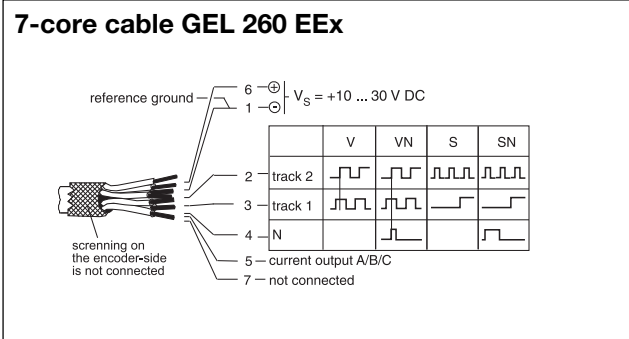 7-core cable GEL 260 EEx
6 ⊕
reference ground
V_S = +10 ... 30 V DC
1 ⊖
V VN S SN
2 track 2
3 track 1
4 N
5 current output A/B/C
7 not connected
screnning on
the encoder-side
is not connected